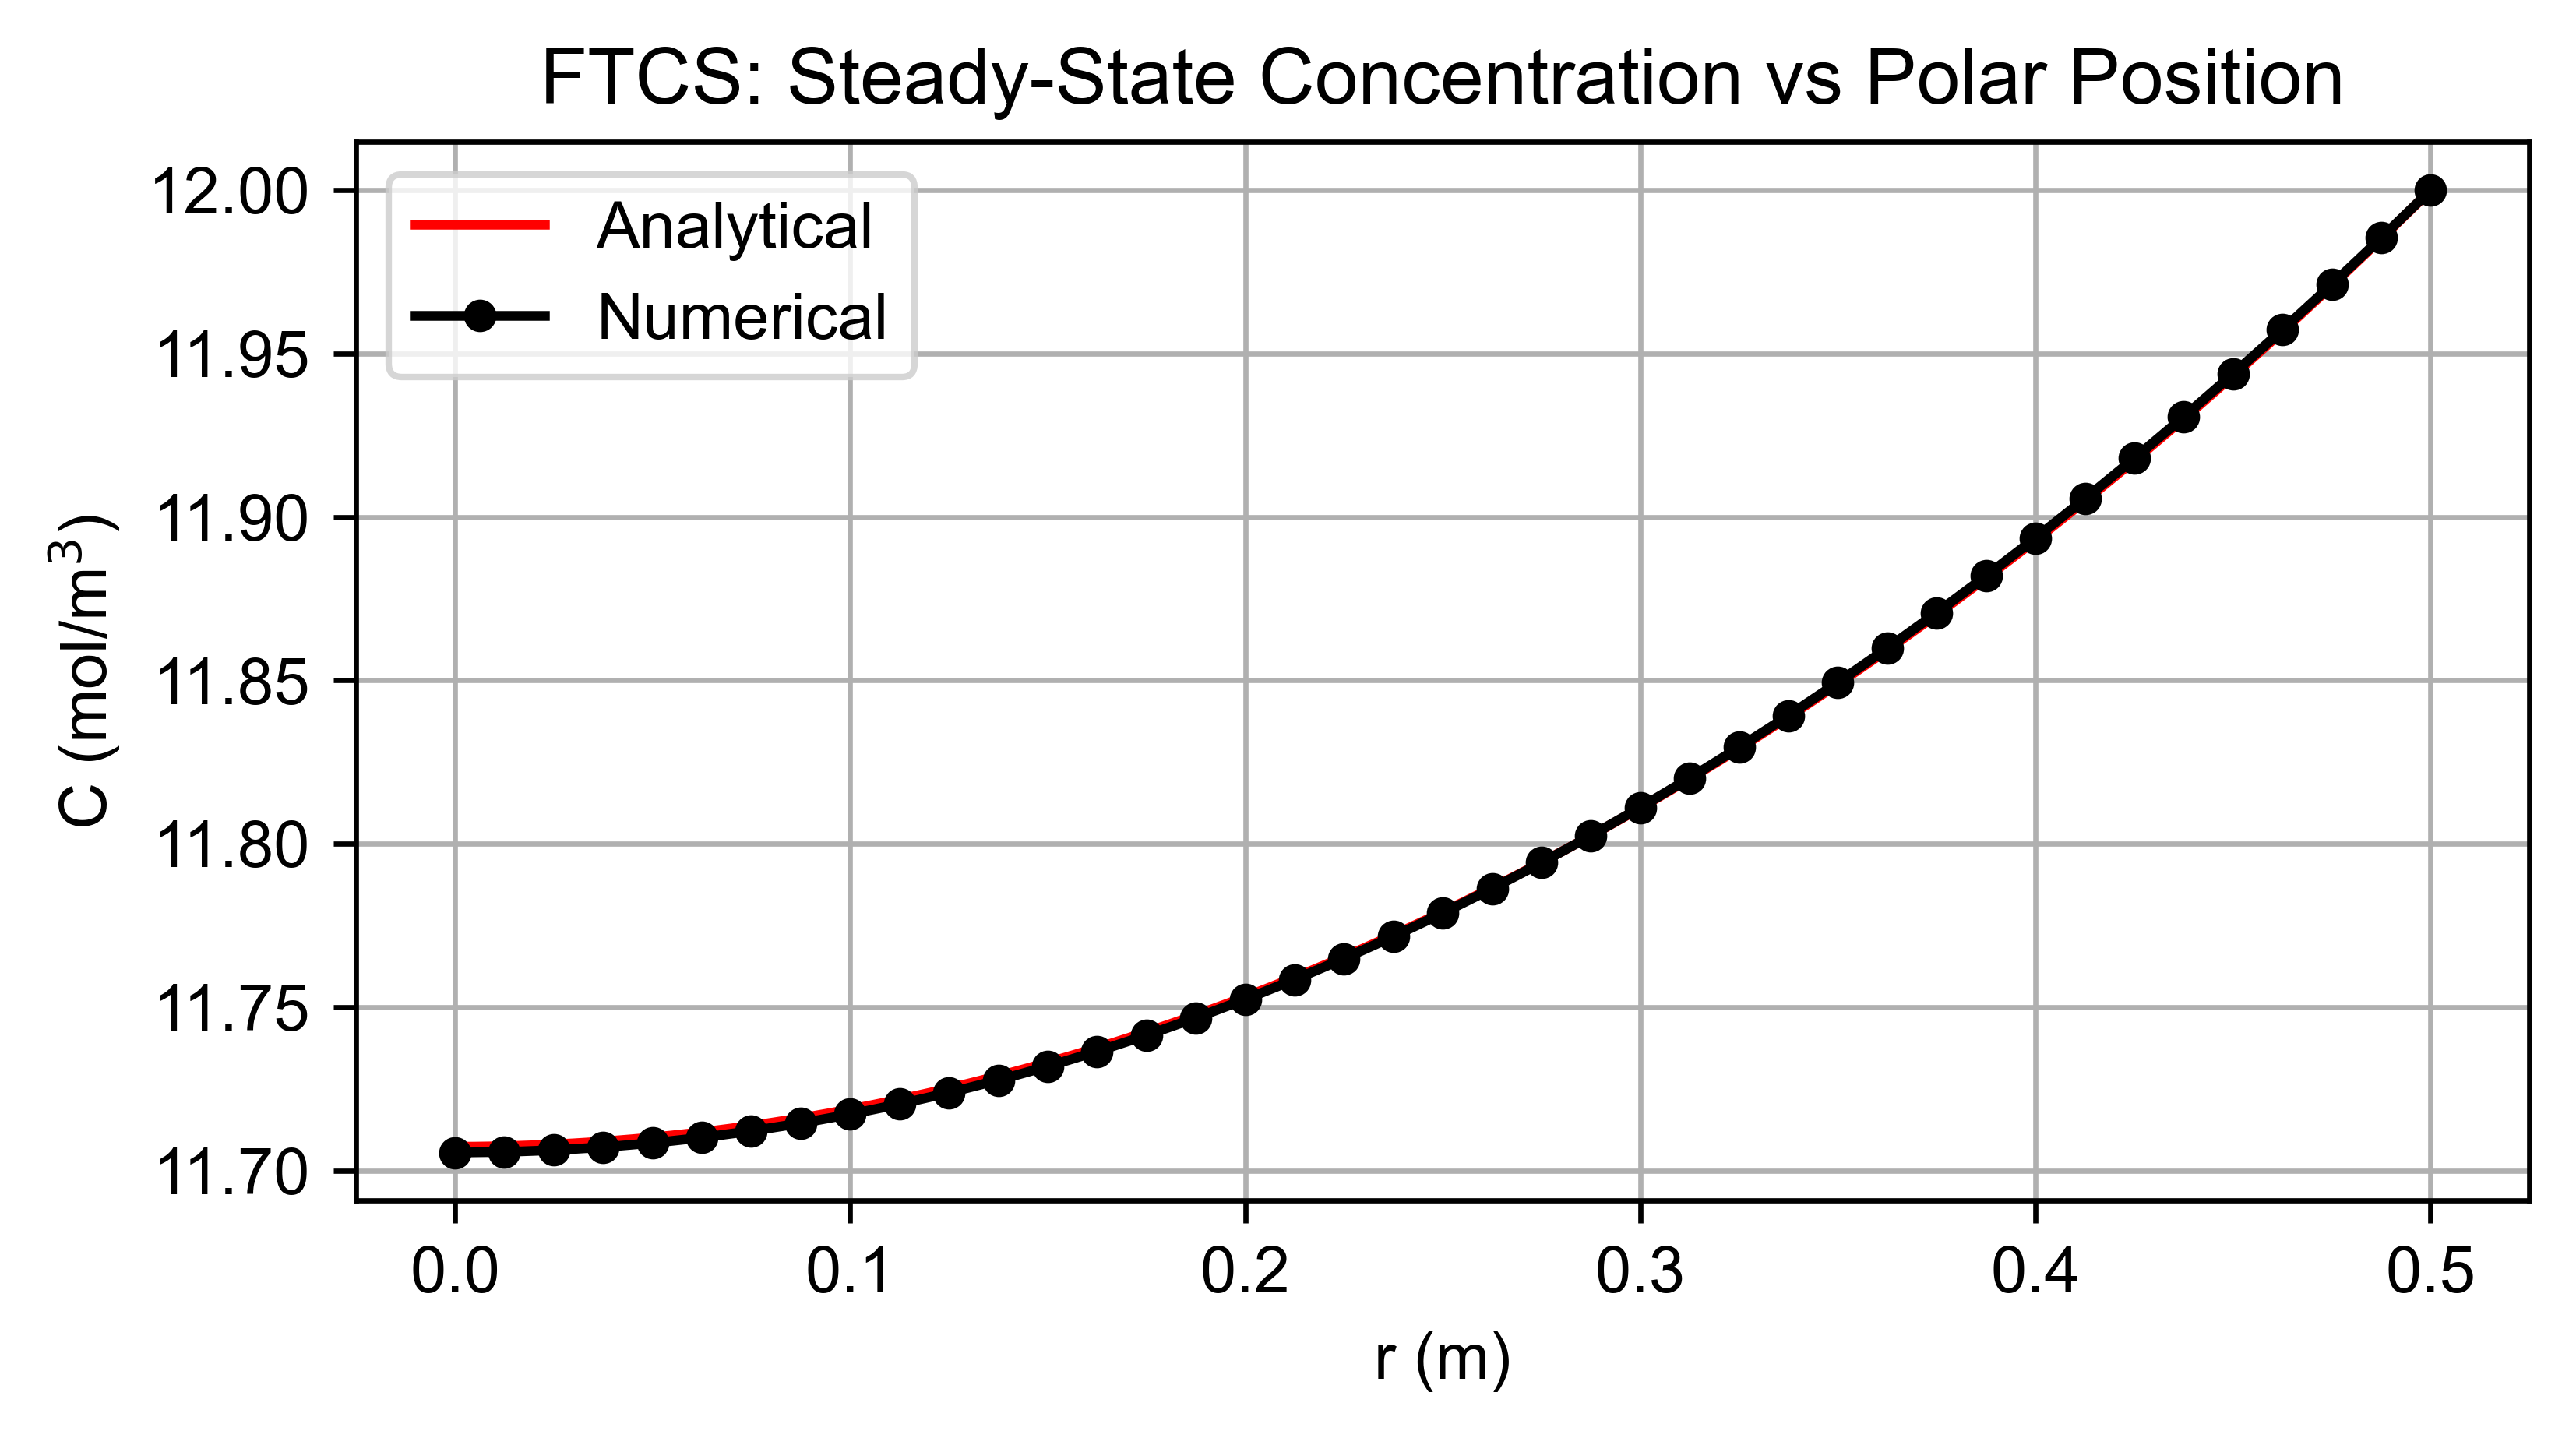 FTCS: Steady-State Concentration vs Polar Position
Analytical
Numerical
12.00
11.95
11.90
11.85
11.80
11.75
11.70
C (mol/m³)
0.0 0.1 0.2 0.3 0.4 0.5
r (m)